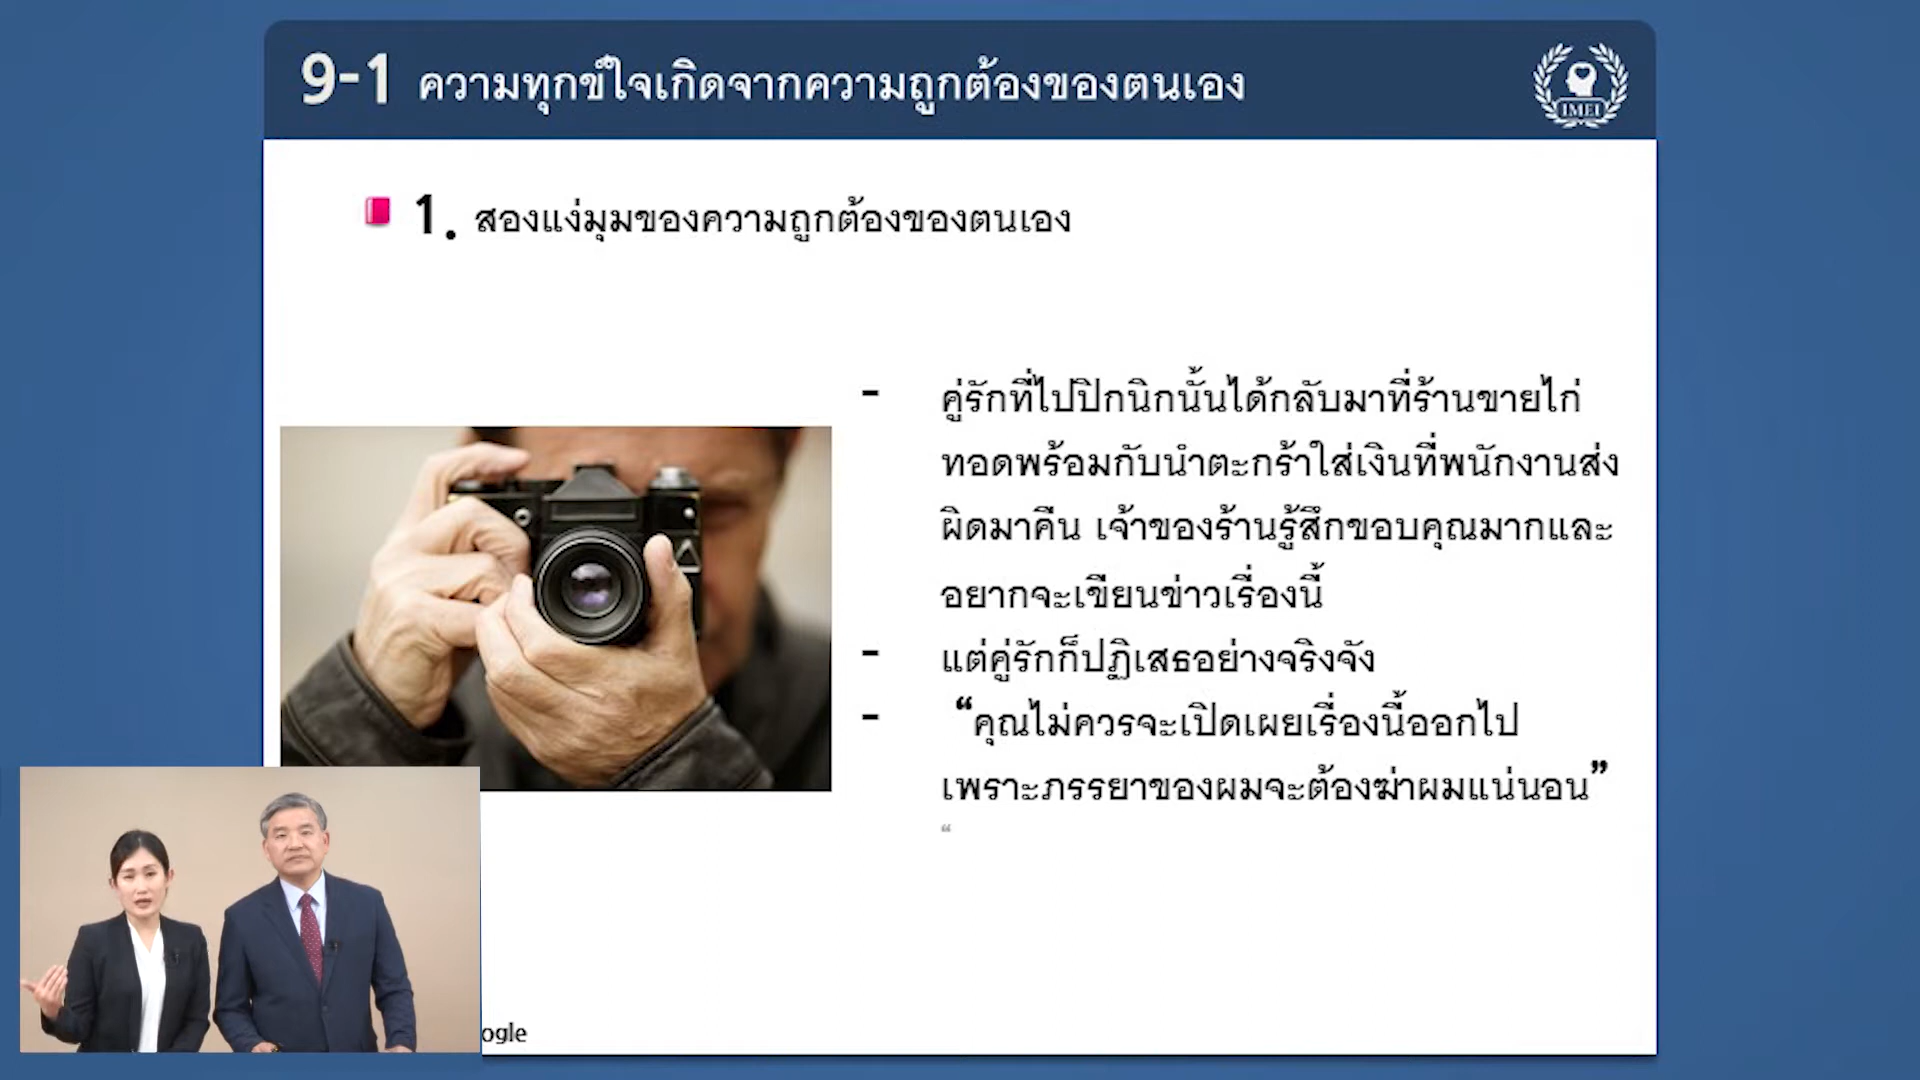 9-1 ความทุกข์ใจเกิดจากความถูกต้องของตนเอง
IMEI
1. สองแง่มุมของความถูกต้องของตนเอง
- คู่รักที่ไปปิกนิกนั้นได้กลับมาที่ร้านขายไก่
ทอดพร้อมกับนำตะกร้าใส่เงินที่พนักงานส่ง
ผิดมาคืน เจ้าของร้านรู้สึกขอบคุณมากและ
อยากจะเขียนข่าวเรื่องนี้
- แต่คู่รักก็ปฏิเสธอย่างจริงจัง
- “คุณไม่ควรจะเปิดเผยเรื่องนี้ออกไป
เพราะภรรยาของผมจะต้องฆ่าผมแน่นอน”
“
ogle